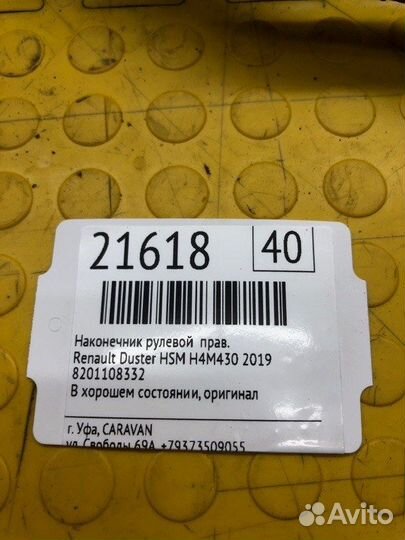 21618 40
Наконечник рулевой прав.
Renault Duster HSM H4M430 2019
8201108332
В хорошем состоянии, оригинал
г. Уфа, CARAVAN
ул. Свободы 69А, +79373509055
Avito